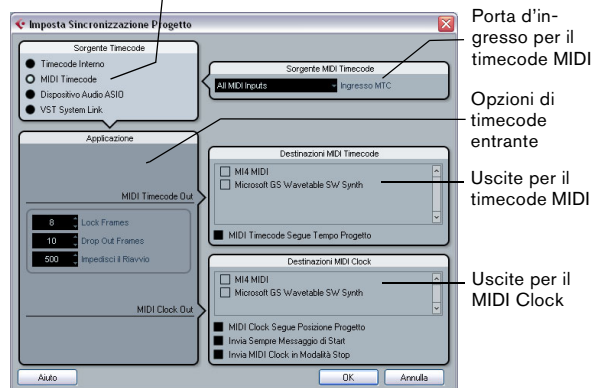 Imposta Sincronizzazione Progetto
Sorgente Timecode
Timecode Interno
MIDI Timecode
Dispositivo Audio ASIO
VST System Link
Sorgente MIDI Timecode
All MIDI Inputs
Ingresso MTC
Porta d'in-
gresso per il
timecode MIDI
Opzioni di
timecode
entrante
Applicazione
MIDI Timecode Out
8 Lock Frames
10 Drop Out Frames
500 Impedisci il Riavvio
MIDI Clock Out
Destinazioni MIDI Timecode
MI4 MIDI
Microsoft GS Wavetable SW Synth
MIDI Timecode Segue Tempo Progetto
Uscite per il
timecode MIDI
Destinazioni MIDI Clock
MI4 MIDI
Microsoft GS Wavetable SW Synth
MIDI Clock Segue Posizione Progetto
Invia Sempre Messaggio di Start
Invia MIDI Clock in Modalità Stop
Uscite per il
MIDI Clock
Aiuto
OK
Annulla